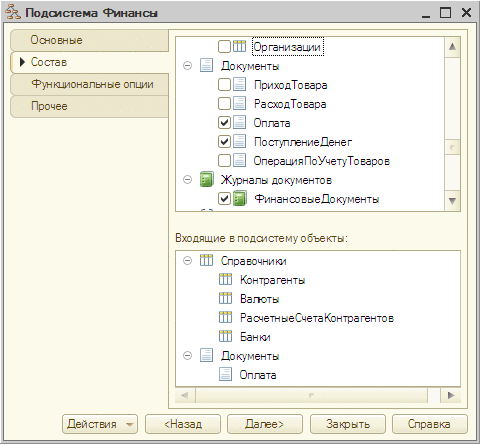 Подсистема Финансы
Основные
Состав
Функциональные опции
Прочее
Организации
Документы
ПриходТовара
РасходТовара
Оплата
ПоступлениеДенег
ОперацияПоУчетуТоваров
Журналы документов
ФинансовыеДокументы
Входящие в подсистему объекты:
Справочники
Контрагенты
Валюты
РасчетныеСчетаКонтрагентов
Банки
Документы
Оплата
Действия <Назад Далее> Закрыть Справка